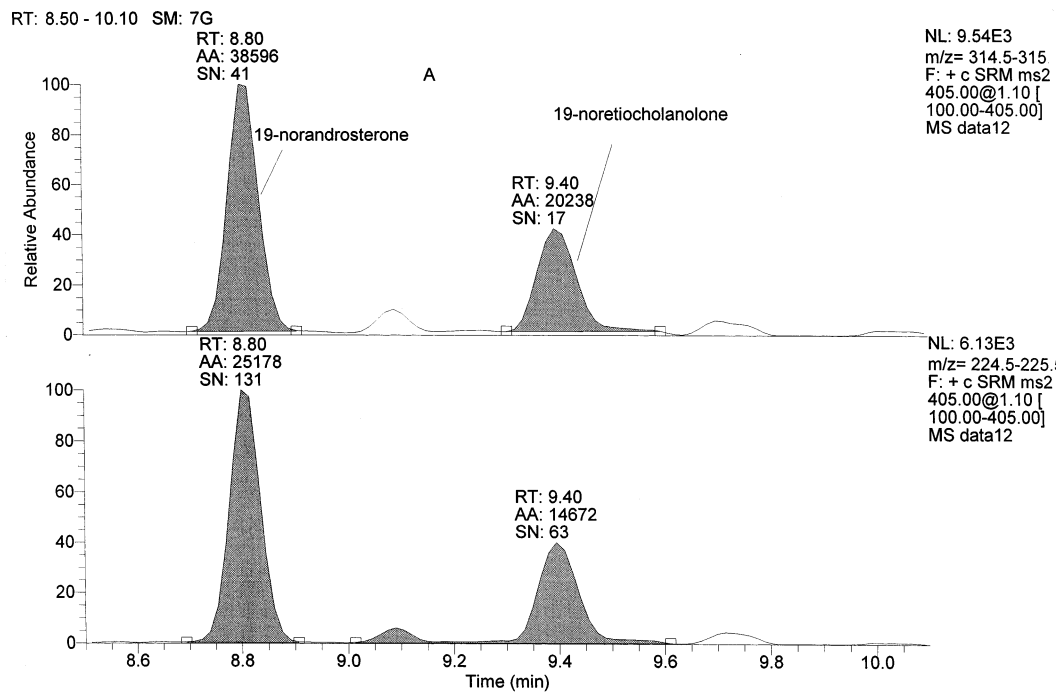 RT: 8.50 - 10.10 SM: 7G
RT: 8.80
AA: 38596
SN: 41
A
NL: 9.54E3
m/z= 314.5-315.
F: + c SRM ms2
405.00@1.10 [
100.00-405.00]
MS data12
19-norandrosterone
19-noretiocholanolone
RT: 9.40
AA: 20238
SN: 17
Relative Abundance
100
80
60
40
20
0
RT: 8.80
AA: 25178
SN: 131
NL: 6.13E3
m/z= 224.5-225.5
F: + c SRM ms2
405.00@1.10 [
100.00-405.00]
MS data12
RT: 9.40
AA: 14672
SN: 63
100
80
60
40
20
0
8.6 8.8 9.0 9.2 9.4 9.6 9.8 10.0
Time (min)